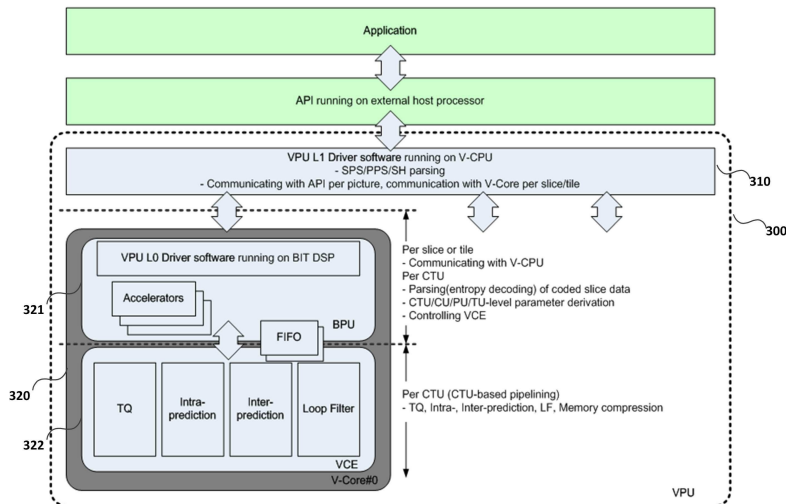 Application
API running on external host processor
VPU L1 Driver software running on V-CPU
- SPS/PPS/SH parsing
- Communicating with API per picture, communication with V-Core per slice/tile
310
300
VPU L0 Driver software running on BIT DSP
Accelerators
321
BPU
FIFO
Per slice or tile
- Communicating with V-CPU
Per CTU
- Parsing(entropy decoding) of coded slice data
- CTU/CU/PU/TU-level parameter derivation
- Controlling VCE
320
322
TQ
Intra-
prediction
Inter-
prediction
Loop Filter
VCE
V-Core#0
Per CTU (CTU-based pipelining)
- TQ, Intra-, Inter-prediction, LF, Memory compression
VPU